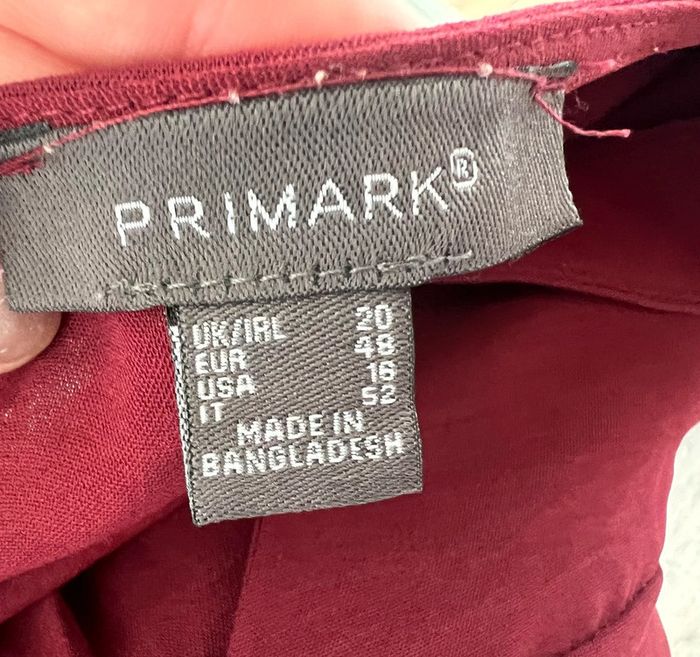 PRIMARK®
UK/IRL 20
EUR 48
USA 16
IT 52
MADE IN
BANGLADESH